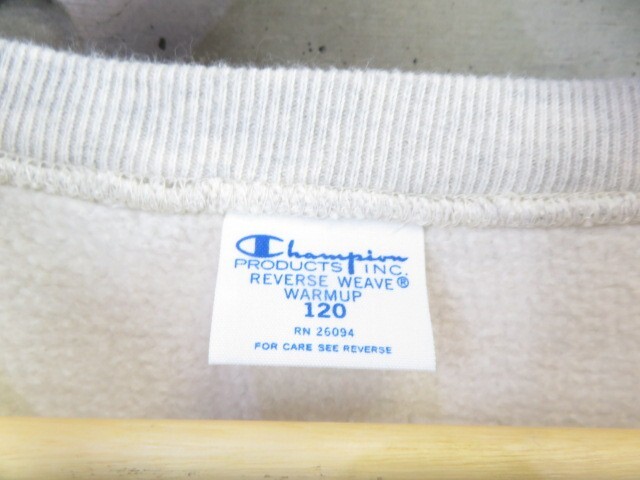 Champion
PRODUCTS INC.
REVERSE WEAVE®
WARMUP
120
RN 26094
FOR CARE SEE REVERSE